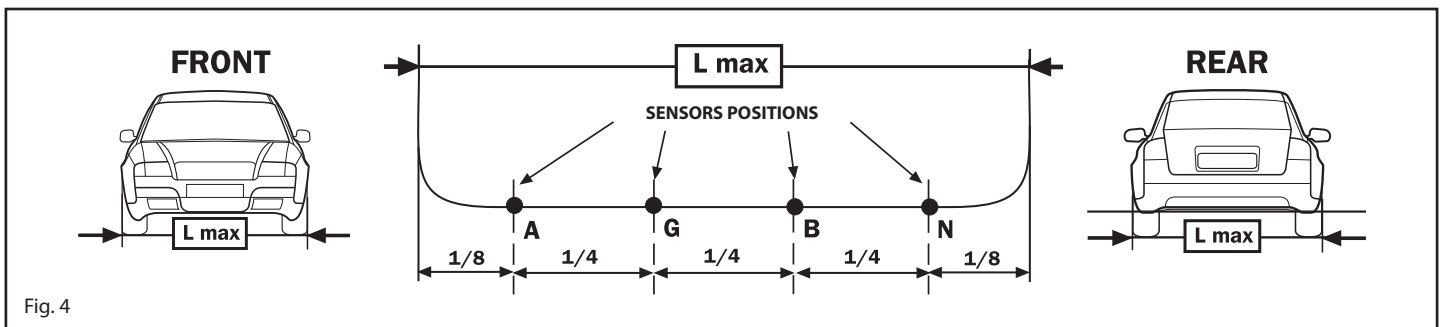 FRONT
L max
REAR
SENSORS POSITIONS
A
G
B
N
L max
L max
1/8
1/4
1/4
1/4
1/8
Fig. 4